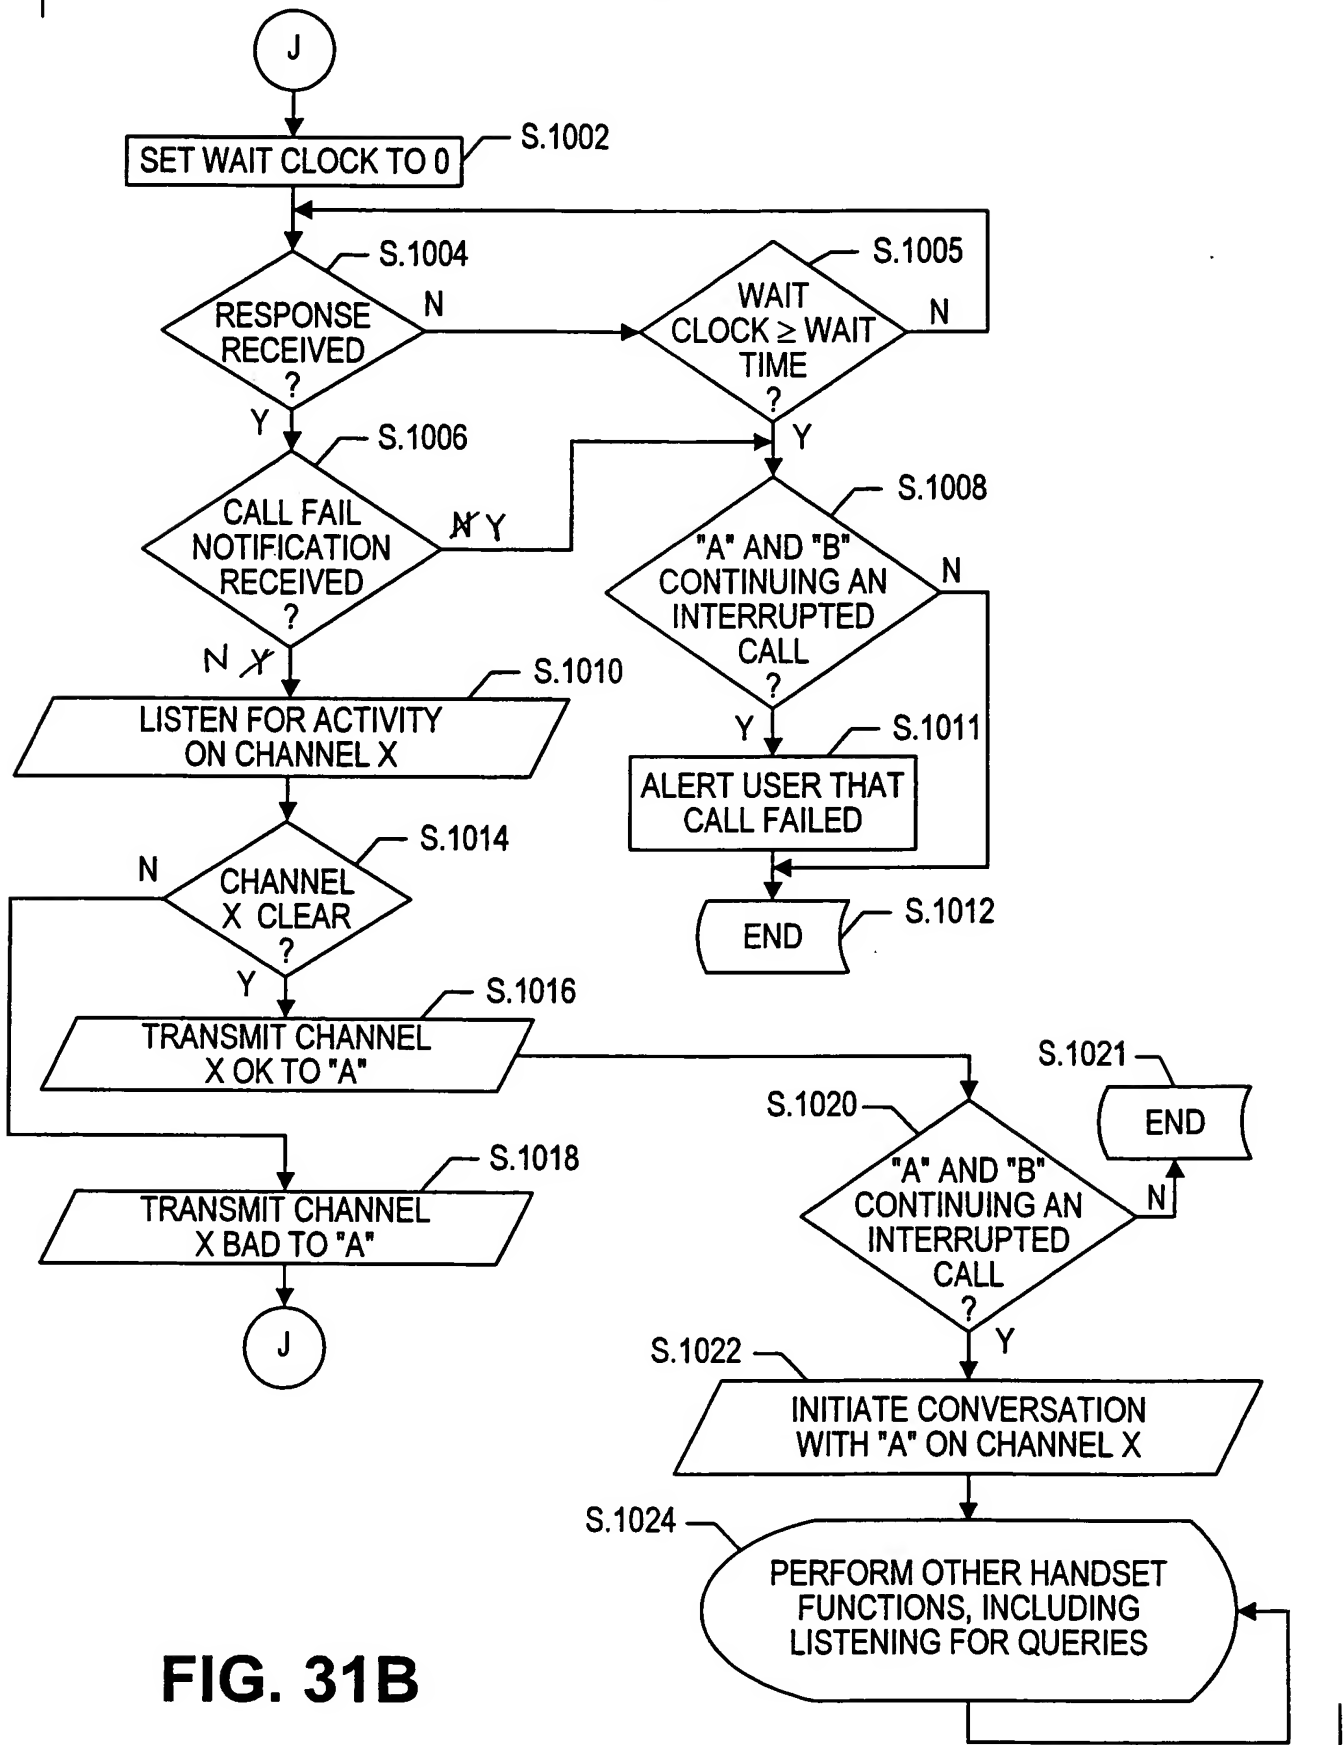 J
SET WAIT CLOCK TO 0
S.1002
S.1004
RESPONSE
RECEIVED
?
N
Y
S.1005
WAIT
CLOCK ≥ WAIT
TIME
?
N
Y
S.1006
CALL FAIL
NOTIFICATION
RECEIVED
?
N Y
N Y
S.1008
"A" AND "B"
CONTINUING AN
INTERRUPTED
CALL
?
N
Y
S.1010
LISTEN FOR ACTIVITY
ON CHANNEL X
S.1011
ALERT USER THAT
CALL FAILED
S.1014
CHANNEL
X CLEAR
?
N
Y
S.1012
END
S.1016
TRANSMIT CHANNEL
X OK TO "A"
S.1018
TRANSMIT CHANNEL
X BAD TO "A"
J
S.1020
"A" AND "B"
CONTINUING AN
INTERRUPTED
CALL
?
N
Y
S.1021
END
S.1022
INITIATE CONVERSATION
WITH "A" ON CHANNEL X
S.1024
PERFORM OTHER HANDSET
FUNCTIONS, INCLUDING
LISTENING FOR QUERIES
FIG. 31B